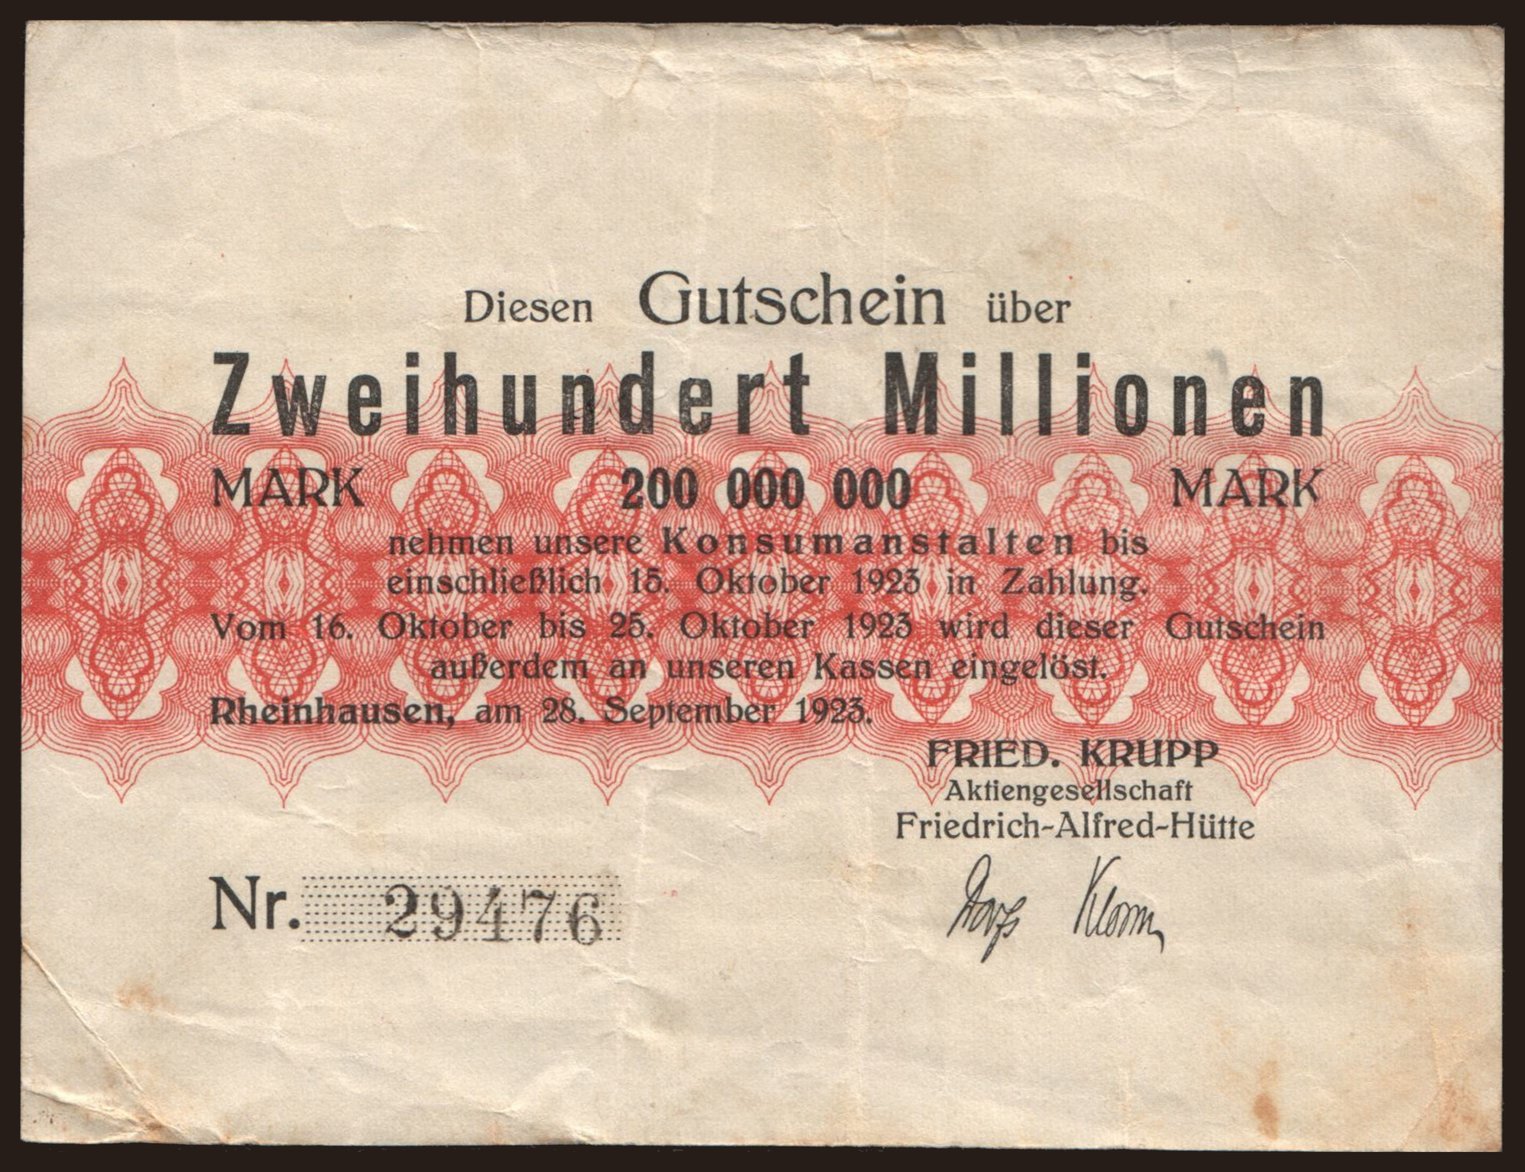 Diesen Gutschein über
Zweihundert Millionen
MARK 200 000 000 MARK
nehmen unsere Konsumanstalten bis
einschließlich 15. Oktober 1923 in Zahlung.
Vom 16. Oktober bis 25. Oktober 1923 wird dieser Gutschein
außerdem an unseren Kassen eingelöst.
Rheinhausen, am 28. September 1923.
FRIED. KRUPP
Aktiengesellschaft
Friedrich-Alfred-Hütte
Nr. 29476